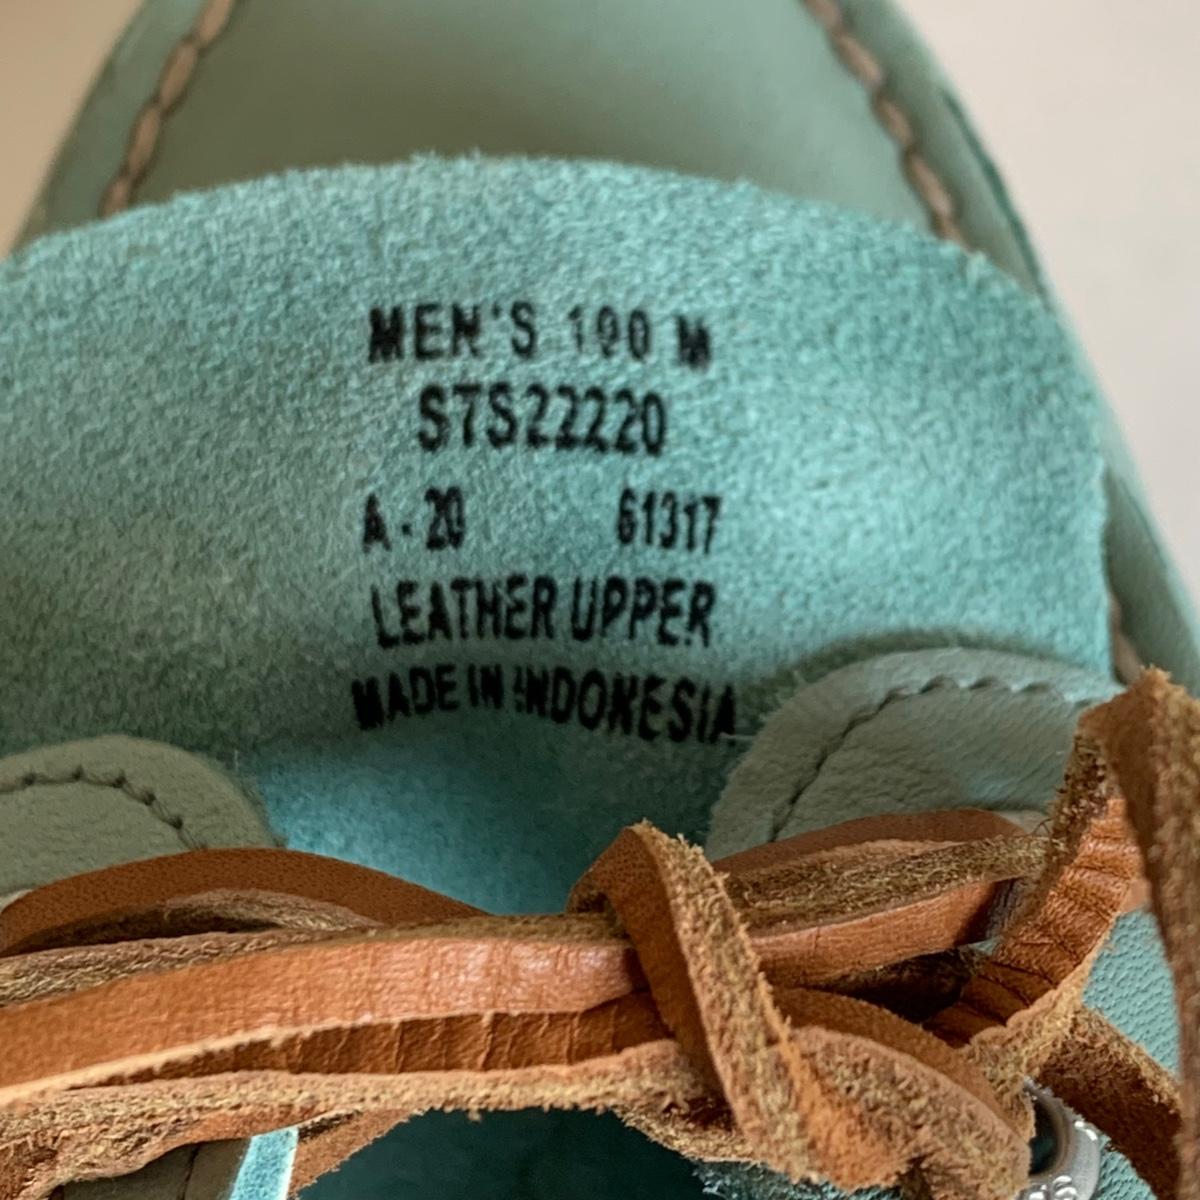 MEN'S 100 M
STS22220
A - 20 61317
LEATHER UPPER
MADE IN INDONESIA